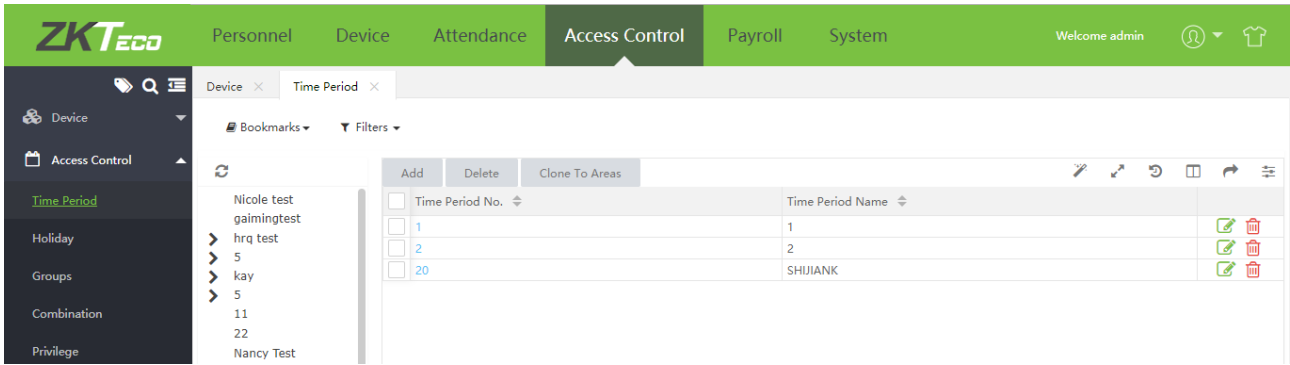 ZKTeco
Personnel Device Attendance Access Control Payroll System Welcome admin
Device Time Period
Device
Bookmarks Filters
Access Control
Add Delete Clone To Areas
Time Period
Nicole test
gaimingtest
hrq test
5
kay
5
11
22
Nancy Test
Time Period No. Time Period Name
1 1
2 2
20 SHIJIANK
Holiday
Groups
Combination
Privilege